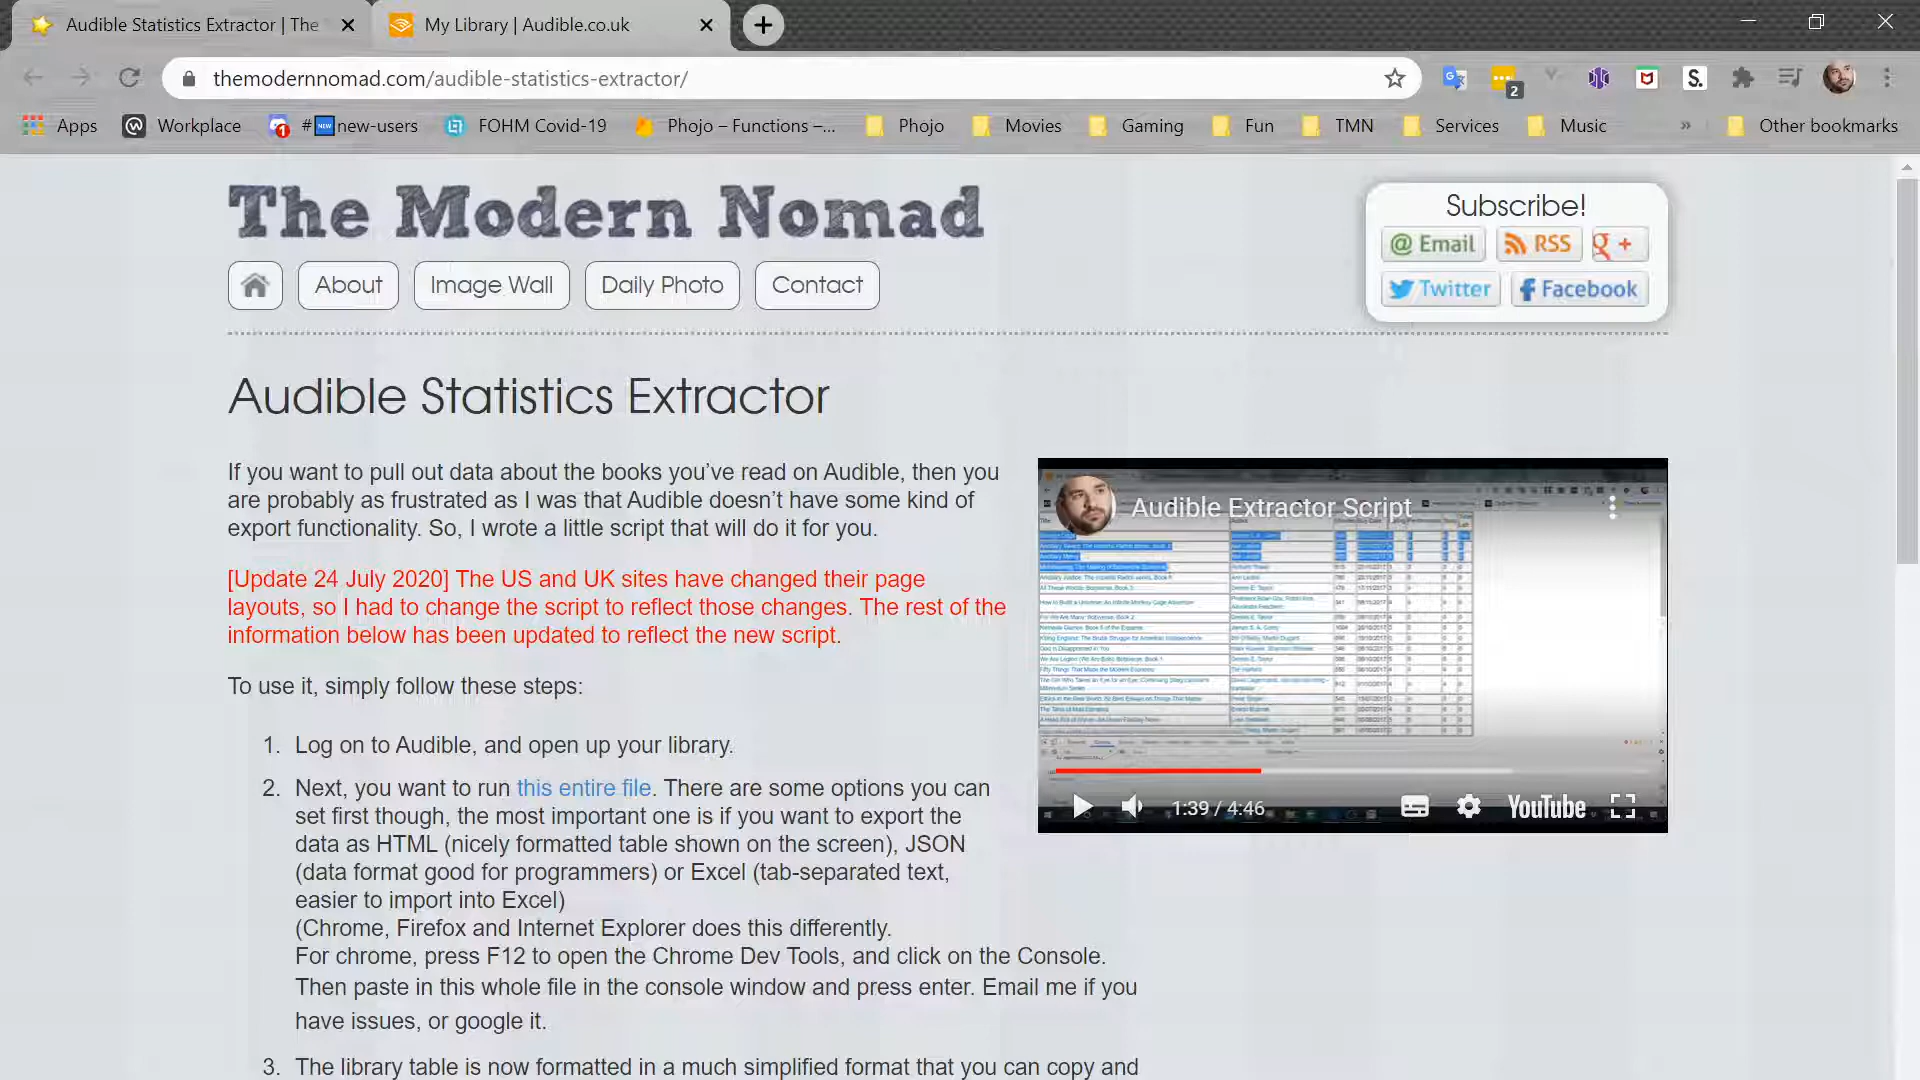 Audible Statistics Extractor | The
My Library | Audible.co.uk
themodernnomad.com/audible-statistics-extractor/
2
S.
Apps
Workplace
1
#NEWnew-users
FOHM Covid-19
Phojo – Functions –...
Phojo
Movies
Gaming
Fun
TMN
Services
Music
»
Other bookmarks
The Modern Nomad
Subscribe!
@ Email
RSS
g +
Twitter
Facebook
About
Image Wall
Daily Photo
Contact
Audible Statistics Extractor
If you want to pull out data about the books you’ve read on Audible, then you
are probably as frustrated as I was that Audible doesn’t have some kind of
export functionality. So, I wrote a little script that will do it for you.
[Update 24 July 2020] The US and UK sites have changed their page
layouts, so I had to change the script to reflect those changes. The rest of the
information below has been updated to reflect the new script.
To use it, simply follow these steps:
1. Log on to Audible, and open up your library.
2. Next, you want to run this entire file. There are some options you can
set first though, the most important one is if you want to export the
data as HTML (nicely formatted table shown on the screen), JSON
(data format good for programmers) or Excel (tab-separated text,
easier to import into Excel)
(Chrome, Firefox and Internet Explorer does this differently.
For chrome, press F12 to open the Chrome Dev Tools, and click on the Console.
Then paste in this whole file in the console window and press enter. Email me if you
have issues, or google it.
3. The library table is now formatted in a much simplified format that you can copy and
Audible Extractor Script
1:39 / 4:46
YouTube